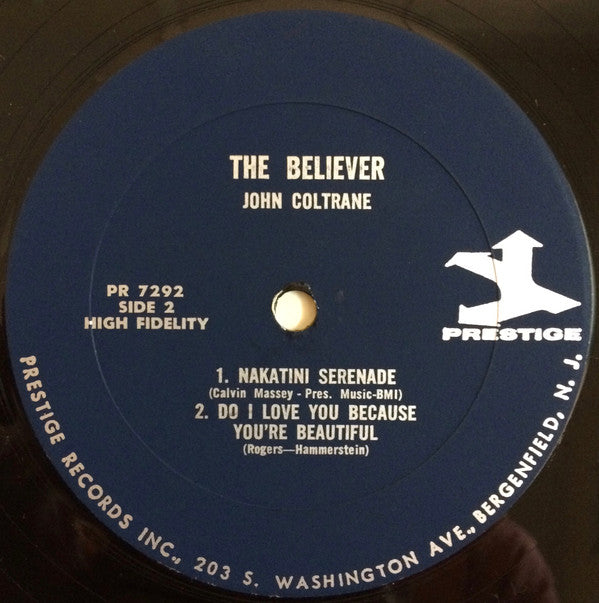 THE BELIEVER
JOHN COLTRANE
PR 7292
SIDE 2
HIGH FIDELITY
PRESTIGE
1. NAKATINI SERENADE
(Calvin Massey - Pres. Music-BMI)
2. DO I LOVE YOU BECAUSE
YOU'RE BEAUTIFUL
(Rogers—Hammerstein)
PRESTIGE RECORDS INC., 203 S. WASHINGTON AVE., BERGENFIELD, N. J.